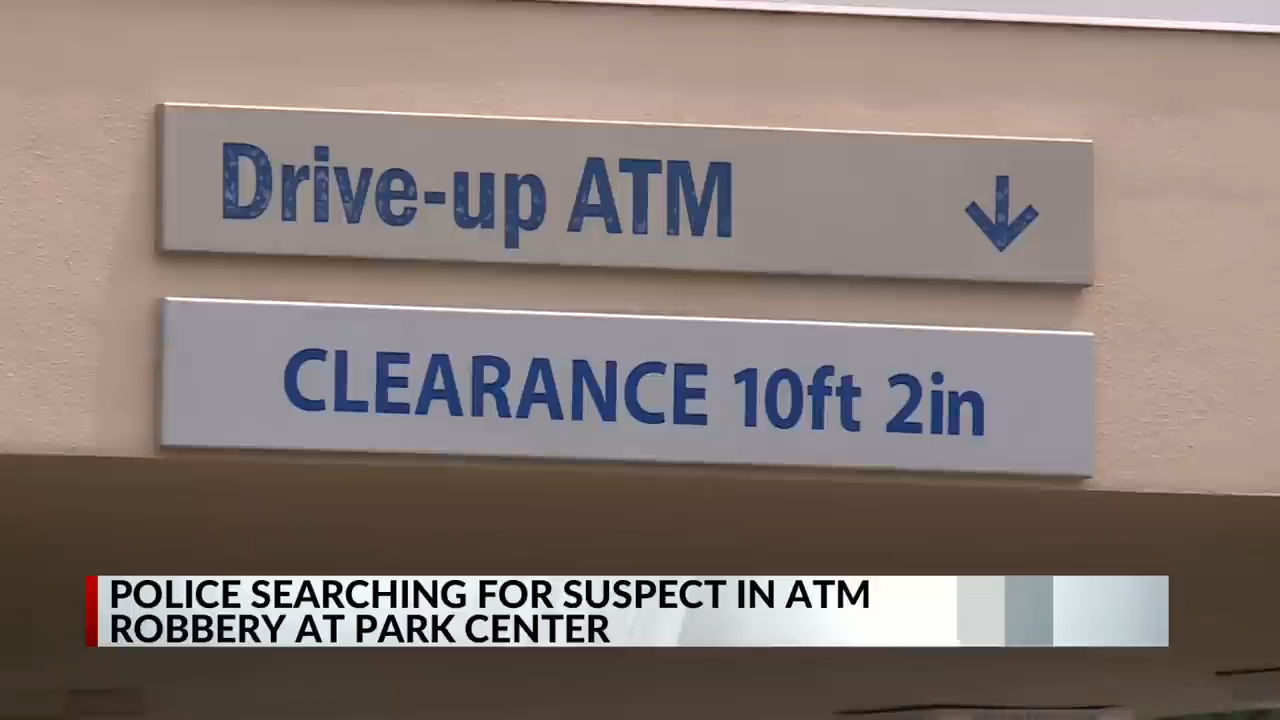 Drive-up ATM ↓
CLEARANCE 10ft 2in
POLICE SEARCHING FOR SUSPECT IN ATM
ROBBERY AT PARK CENTER